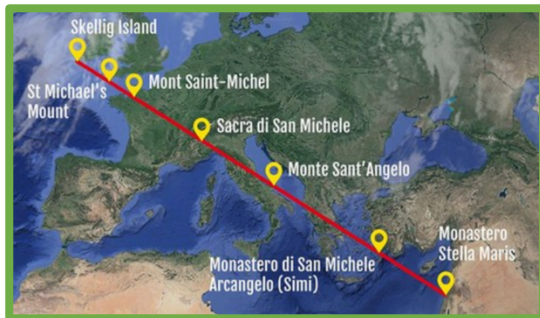 Skellig Island
St Michael's
Mount
Mont Saint-Michel
Sacra di San Michele
Monte Sant'Angelo
Monastero di San Michele
Arcangelo (Simi)
Monastero
Stella Maris